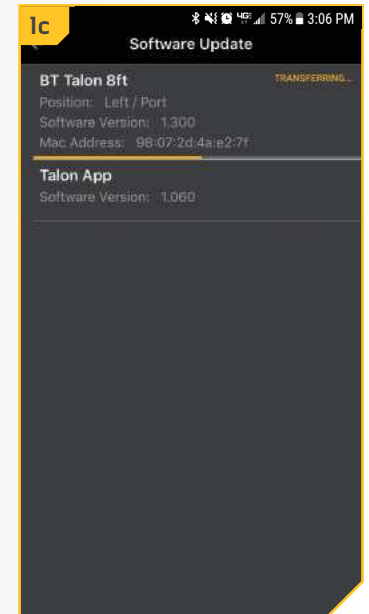 1c
4GE 57% 3:06 PM
Software Update
BT Talon 8ft TRANSFERRING...
Position: Left / Port
Software Version: 1.300
Mac Address: 98:07:2d:4a:e2:7f
Talon App
Software Version: 1.060